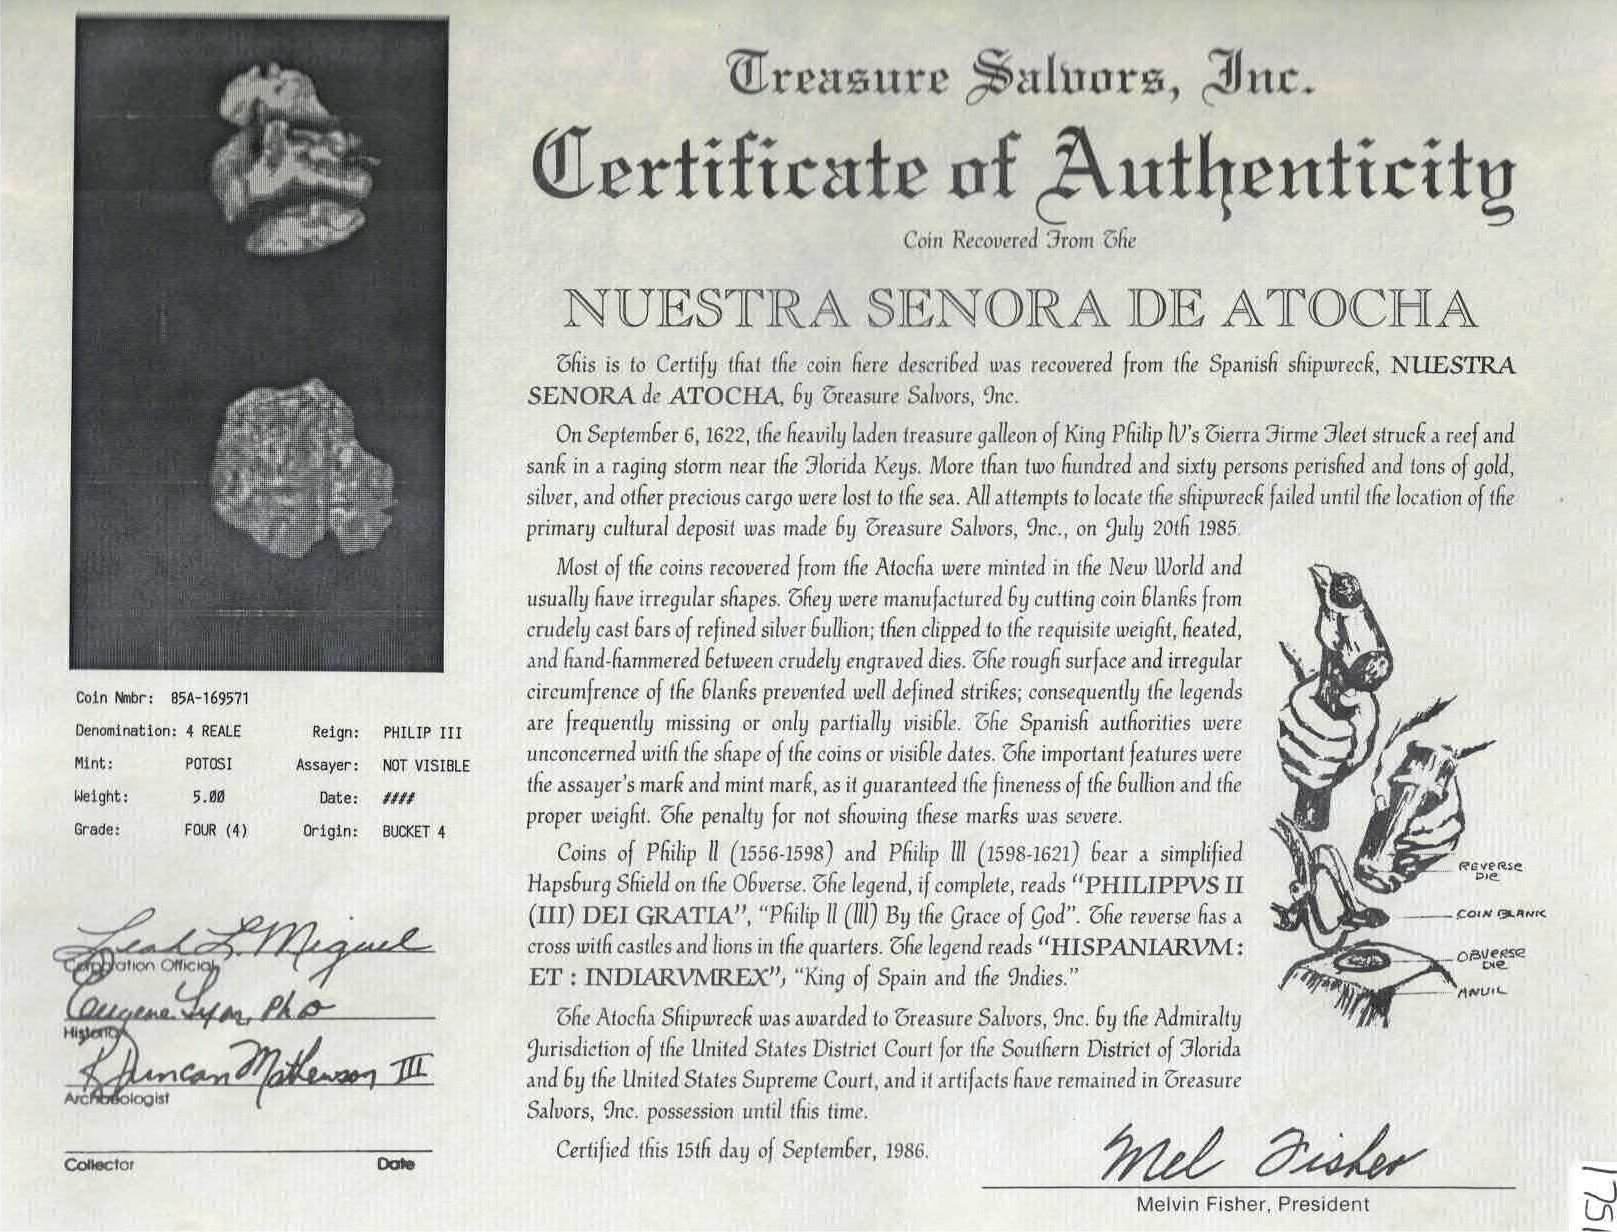 Treasure Salvors, Inc.
Certificate of Authenticity
Coin Recovered From The
NUESTRA SENORA DE ATOCHA
This is to Certify that the coin here described was recovered from the Spanish shipwreck, NUESTRA
SENORA de ATOCHA, by Treasure Salvors, Inc.
On September 6, 1622, the heavily laden treasure galleon of King Philip IV's Tierra Firme Fleet struck a reef and
sank in a raging storm near the Florida Keys. More than two hundred and sixty persons perished and tons of gold,
silver, and other precious cargo were lost to the sea. All attempts to locate the shipwreck failed until the location of the
primary cultural deposit was made by Treasure Salvors, Inc., on July 20th 1985.
Most of the coins recovered from the Atocha were minted in the New World and
usually have irregular shapes. They were manufactured by cutting coin blanks from
crudely cast bars of refined silver bullion; then clipped to the requisite weight, heated,
and hand-hammered between crudely engraved dies. The rough surface and irregular
circumfrence of the blanks prevented well defined strikes; consequently the legends
are frequently missing or only partially visible. The Spanish authorities were
unconcerned with the shape of the coins or visible dates. The important features were
the assayer's mark and mint mark, as it guaranteed the fineness of the bullion and the
proper weight. The penalty for not showing these marks was severe.
Coins of Philip II (1556-1598) and Philip III (1598-1621) bear a simplified
Hapsburg Shield on the Obverse. The legend, if complete, reads "PHILIPPVS II
(III) DEI GRATIA", "Philip II (III) By the Grace of God". The reverse has a
cross with castles and lions in the quarters. The legend reads "HISPANIARVM :
ET : INDIARVMREX", "King of Spain and the Indies."
The Atocha Shipwreck was awarded to Treasure Salvors, Inc. by the Admiralty
Jurisdiction of the United States District Court for the Southern District of Florida
and by the United States Supreme Court, and it artifacts have remained in Treasure
Salvors, Inc. possession until this time.
Certified this 15th day of September, 1986.
Mel Fisher
Melvin Fisher, President
REVERSE
DIE
COIN BLANK
OBVERSE
DIE
ANVIL
Coin Nmbr: 85A-169571
Denomination: 4 REALE Reign: PHILIP III
Mint: POTOSI Assayer: NOT VISIBLE
Weight: 5.00 Date: ####
Grade: FOUR (4) Origin: BUCKET 4
Leah L. Miguel
Corporation Official
Eugene Lyon, PhD
Historian
R Duncan Mathewson III
Archaeologist
Collector Date
1751